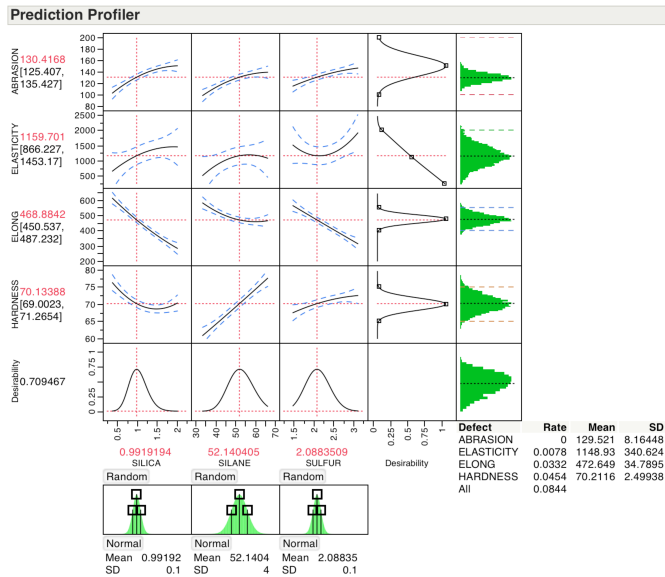 Prediction Profiler
ABRASION
130.4168
[125.407,
135.427]
200
180
160
140
120
100
80
ELASTICITY
1159.701
[866.227,
1453.17]
2500
2000
1500
1000
500
ELONG
468.8842
[450.537,
487.232]
600
500
400
300
200
HARDNESS
70.13388
[69.0023,
71.2654]
80
75
70
65
60
Desirability
0.709467
0 0.25 0.75 1
0.5 1 1.5 2
30 40 50 60 70
1.5 2 2.5 3
0 0.25 0.5 0.75 1
0.9919194 52.140405 2.0883509
SILICA SILANE SULFUR Desirability
Random Random Random
Normal Normal Normal
Mean 0.99192 Mean 52.1404 Mean 2.08835
SD 0.1 SD 4 SD 0.1
Defect Rate Mean SD
ABRASION 0 129.521 8.16448
ELASTICITY 0.0078 1148.93 340.624
ELONG 0.0332 472.649 34.7895
HARDNESS 0.0454 70.2116 2.49938
All 0.0844